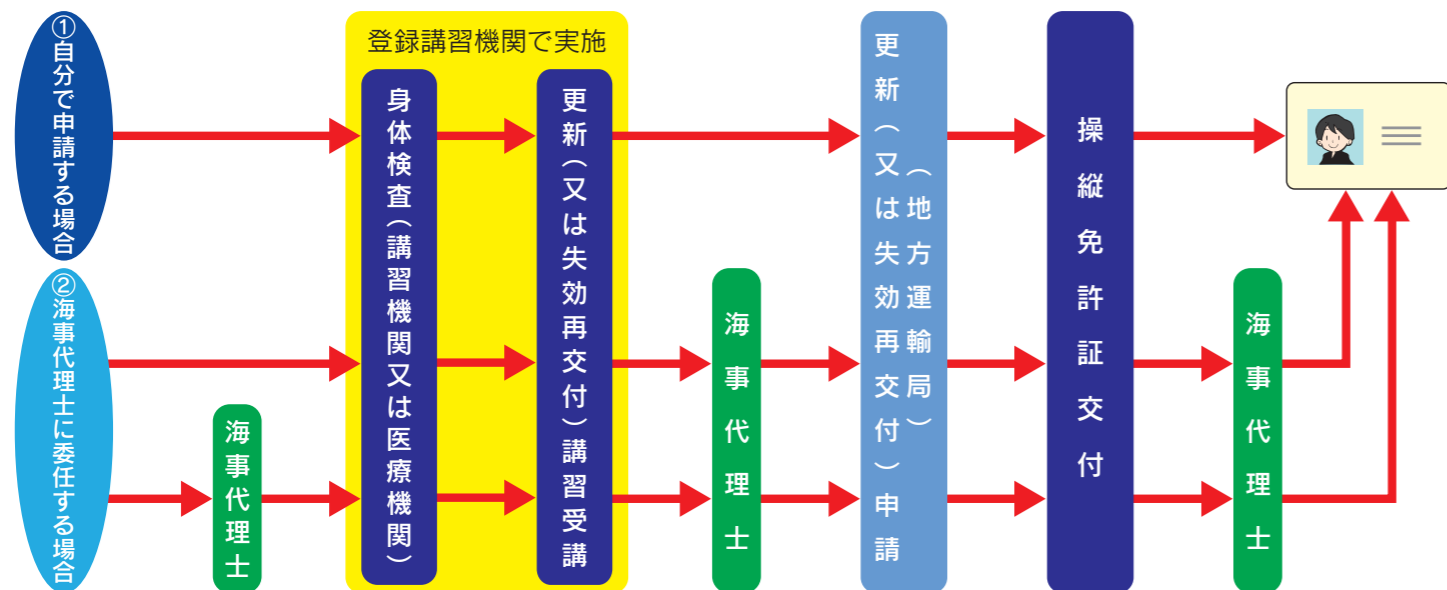 ①自分で申請する場合
②海事代理士に委任する場合
海事代理士
登録講習機関で実施
身体検査（講習機関又は医療機関）
更新（又は失効再交付）講習受講
海事代理士
更新（又は失効再交付）申請
（地方運輸局）
操縦免許証交付
海事代理士